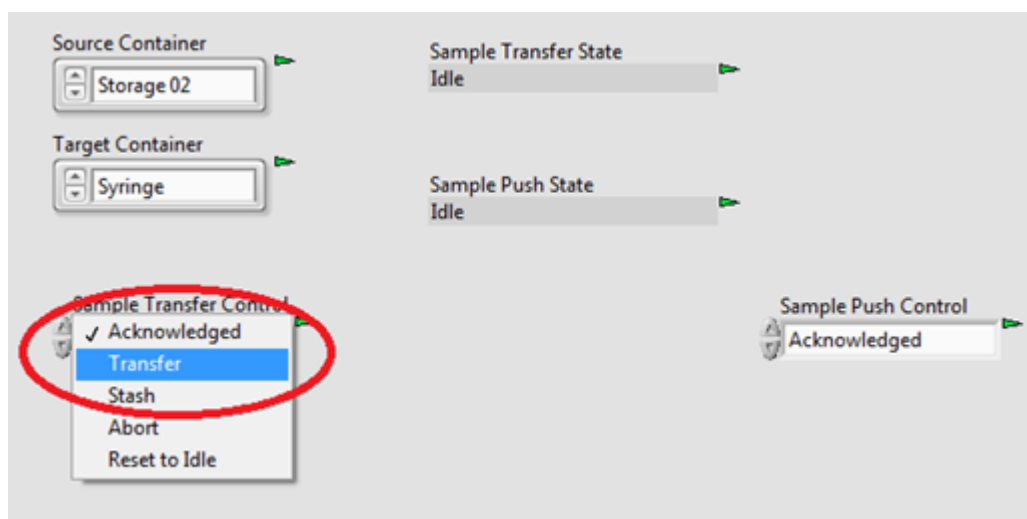 Source Container
Storage 02
Target Container
Syringe
Sample Transfer State
Idle
Sample Push State
Idle
Sample Transfer Control
✓ Acknowledged
Transfer
Stash
Abort
Reset to Idle
Sample Push Control
Acknowledged